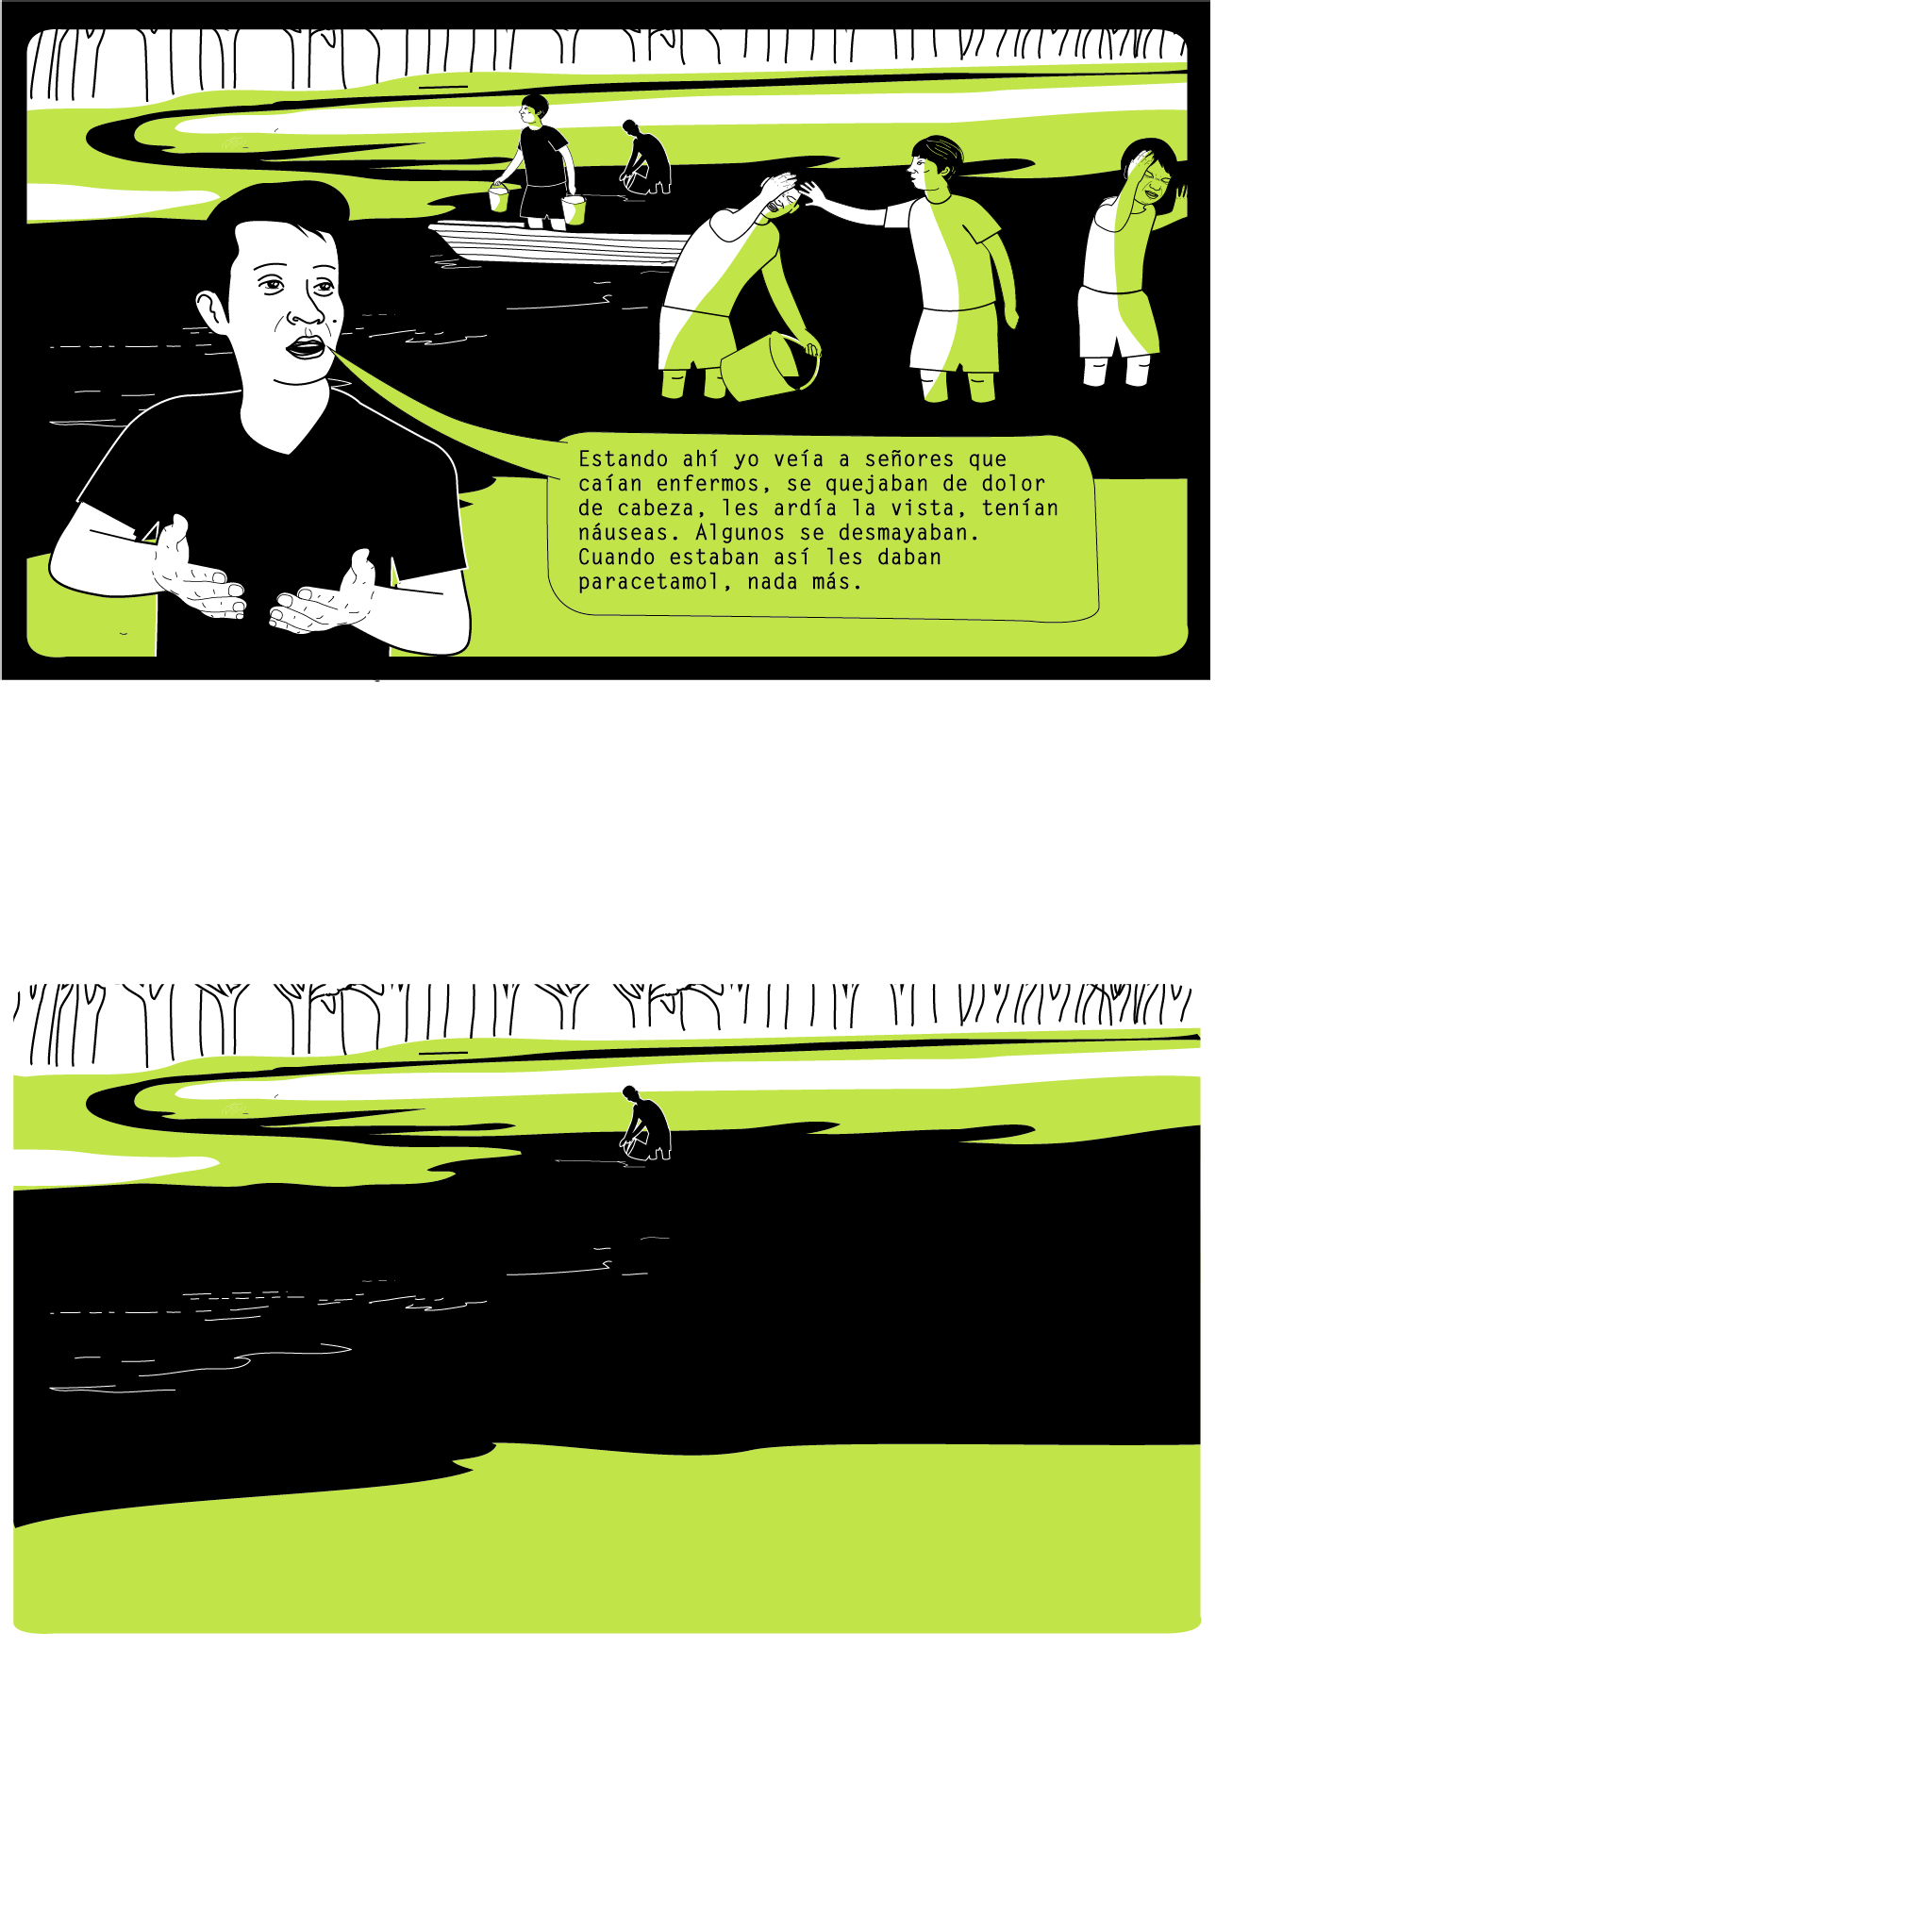 Estando ahí yo veía a señores que
caían enfermos, se quejaban de dolor
de cabeza, les ardía la vista, tenían
náuseas. Algunos se desmayaban.
Cuando estaban así les daban
paracetamol, nada más.